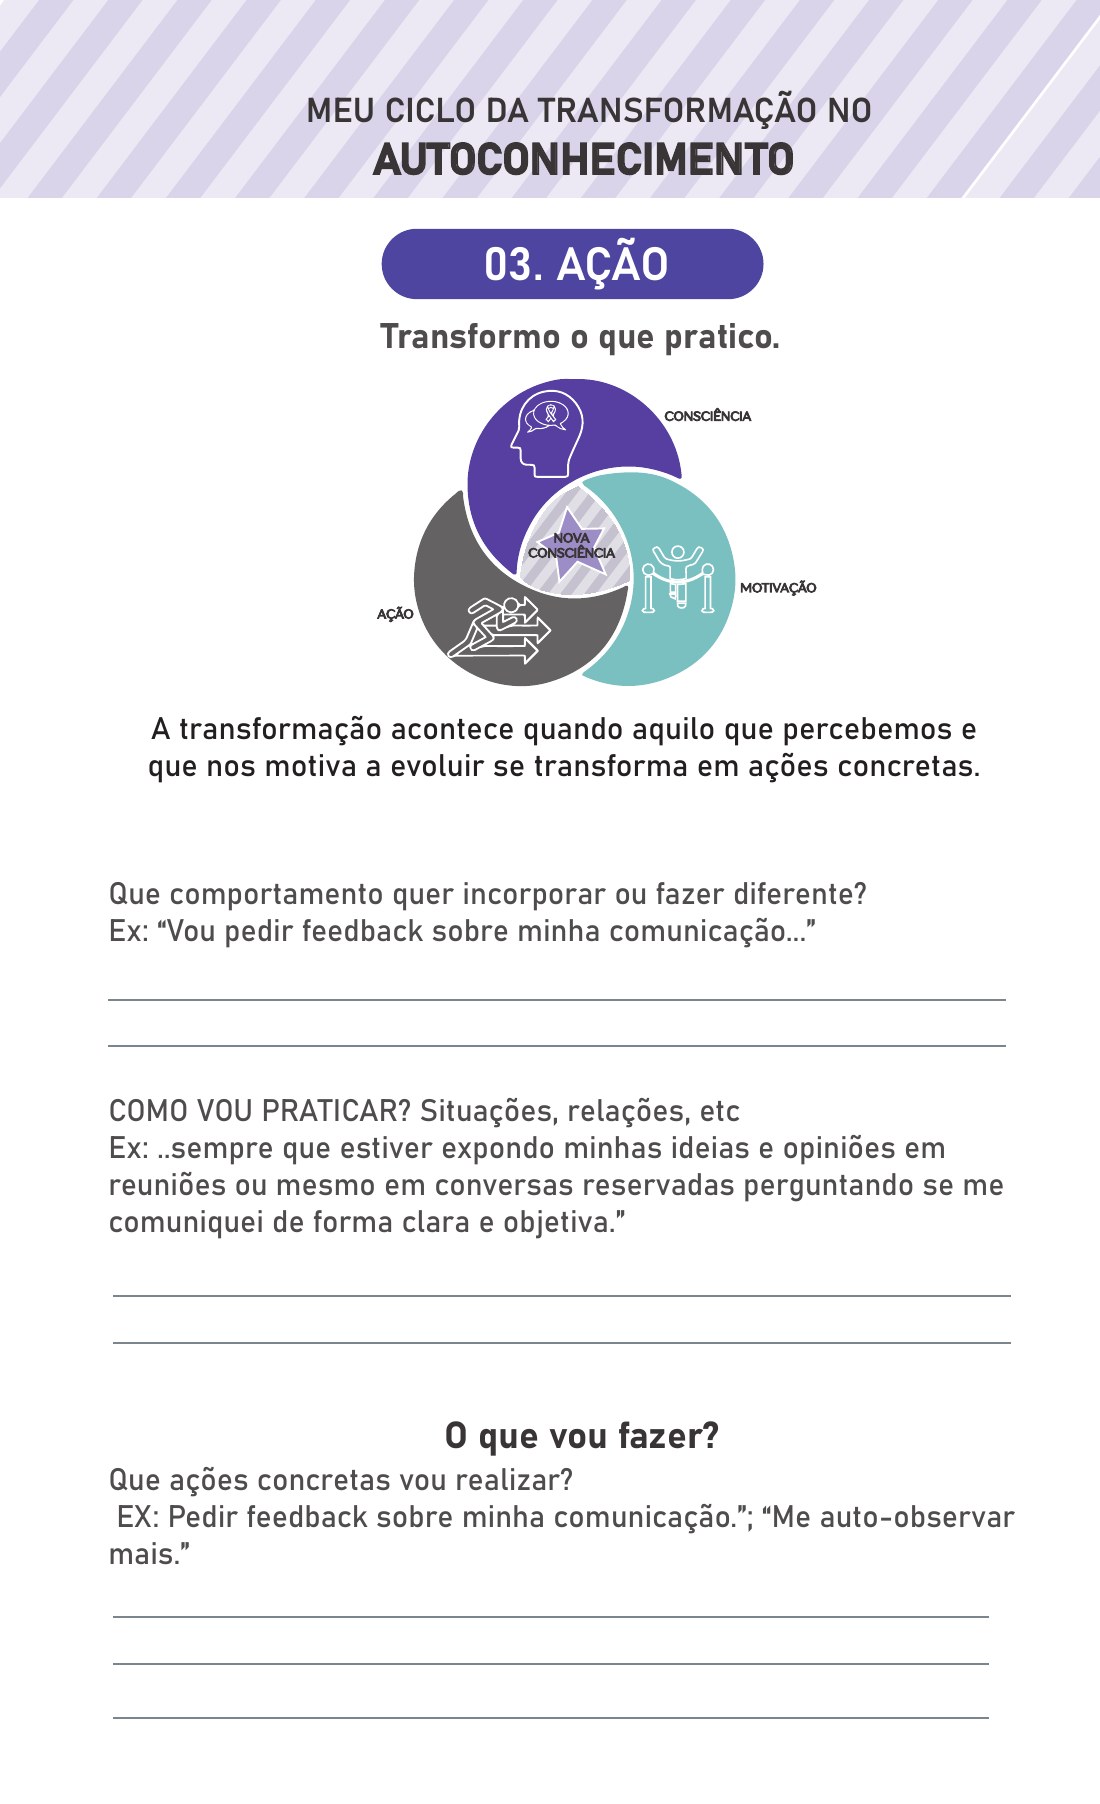 MEU CICLO DA TRANSFORMAÇÃO NO
AUTOCONHECIMENTO
03. AÇÃO
Transformo o que pratico.
CONSCIÊNCIA
NOVA
CONSCIÊNCIA
MOTIVAÇÃO
AÇÃO
A transformação acontece quando aquilo que percebemos e
que nos motiva a evoluir se transforma em ações concretas.
Que comportamento quer incorporar ou fazer diferente?
Ex: “Vou pedir feedback sobre minha comunicação...”
COMO VOU PRATICAR? Situações, relações, etc
Ex: ..sempre que estiver expondo minhas ideias e opiniões em
reuniões ou mesmo em conversas reservadas perguntando se me
comuniquei de forma clara e objetiva.”
O que vou fazer?
Que ações concretas vou realizar?
EX: Pedir feedback sobre minha comunicação.”; “Me auto-observar
mais.”